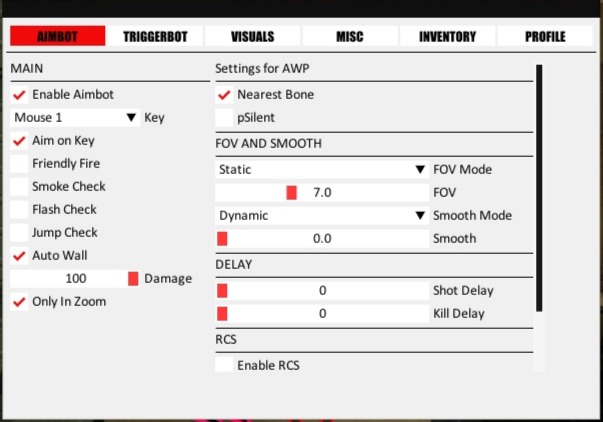 AIMBOT TRIGGERBOT VISUALS MISC INVENTORY PROFILE
MAIN
Enable Aimbot
Mouse 1 Key
Aim on Key
Friendly Fire
Smoke Check
Flash Check
Jump Check
Auto Wall
100 Damage
Only In Zoom
Settings for AWP
Nearest Bone
pSilent
FOV AND SMOOTH
Static FOV Mode
7.0 FOV
Dynamic Smooth Mode
0.0 Smooth
DELAY
0 Shot Delay
0 Kill Delay
RCS
Enable RCS